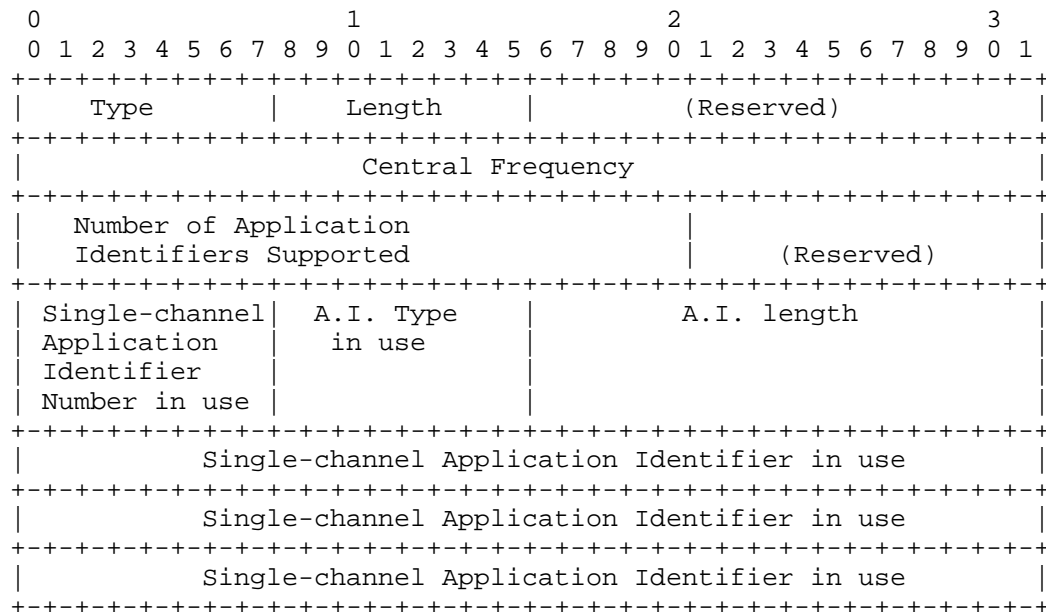 0                   1                   2                   3
 0 1 2 3 4 5 6 7 8 9 0 1 2 3 4 5 6 7 8 9 0 1 2 3 4 5 6 7 8 9 0 1
+-+-+-+-+-+-+-+-+-+-+-+-+-+-+-+-+-+-+-+-+-+-+-+-+-+-+-+-+-+-+-+-+
|    Type       |    Length     |         (Reserved)            |
+-+-+-+-+-+-+-+-+-+-+-+-+-+-+-+-+-+-+-+-+-+-+-+-+-+-+-+-+-+-+-+-+
|                     Central Frequency                         |
+-+-+-+-+-+-+-+-+-+-+-+-+-+-+-+-+-+-+-+-+-+-+-+-+-+-+-+-+-+-+-+-+
|   Number of Application                 |                     |
|   Identifiers Supported                 |     (Reserved)      |
+-+-+-+-+-+-+-+-+-+-+-+-+-+-+-+-+-+-+-+-+-+-+-+-+-+-+-+-+-+-+-+-+
| Single-channel|  A.I. Type    |         A.I. length           |
| Application   |   in use      |                               |
| Identifier    |               |                               |
| Number in use |               |                               |
+-+-+-+-+-+-+-+-+-+-+-+-+-+-+-+-+-+-+-+-+-+-+-+-+-+-+-+-+-+-+-+-+
|           Single-channel Application Identifier in use        |
+-+-+-+-+-+-+-+-+-+-+-+-+-+-+-+-+-+-+-+-+-+-+-+-+-+-+-+-+-+-+-+-+
|           Single-channel Application Identifier in use        |
+-+-+-+-+-+-+-+-+-+-+-+-+-+-+-+-+-+-+-+-+-+-+-+-+-+-+-+-+-+-+-+-+
|           Single-channel Application Identifier in use        |
+-+-+-+-+-+-+-+-+-+-+-+-+-+-+-+-+-+-+-+-+-+-+-+-+-+-+-+-+-+-+-+-+